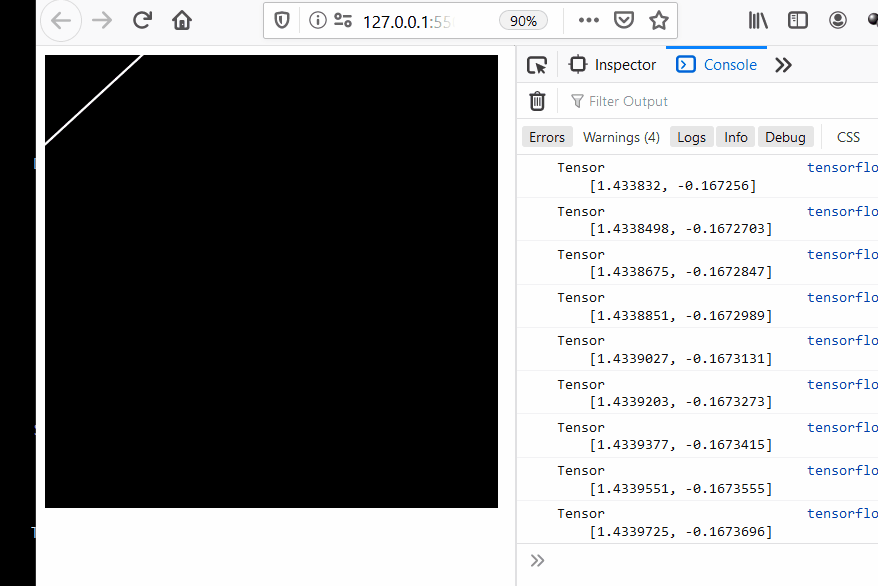 127.0.0.1:55
90%
Inspector
Console
Filter Output
Errors
Warnings (4)
Logs
Info
Debug
CSS
Tensor
tensorflo
[1.433832, -0.167256]
Tensor
tensorflo
[1.4338498, -0.1672703]
Tensor
tensorflo
[1.4338675, -0.1672847]
Tensor
tensorflo
[1.4338851, -0.1672989]
Tensor
tensorflo
[1.4339027, -0.1673131]
Tensor
tensorflo
[1.4339203, -0.1673273]
Tensor
tensorflo
[1.4339377, -0.1673415]
Tensor
tensorflo
[1.4339551, -0.1673555]
Tensor
tensorflo
[1.4339725, -0.1673696]